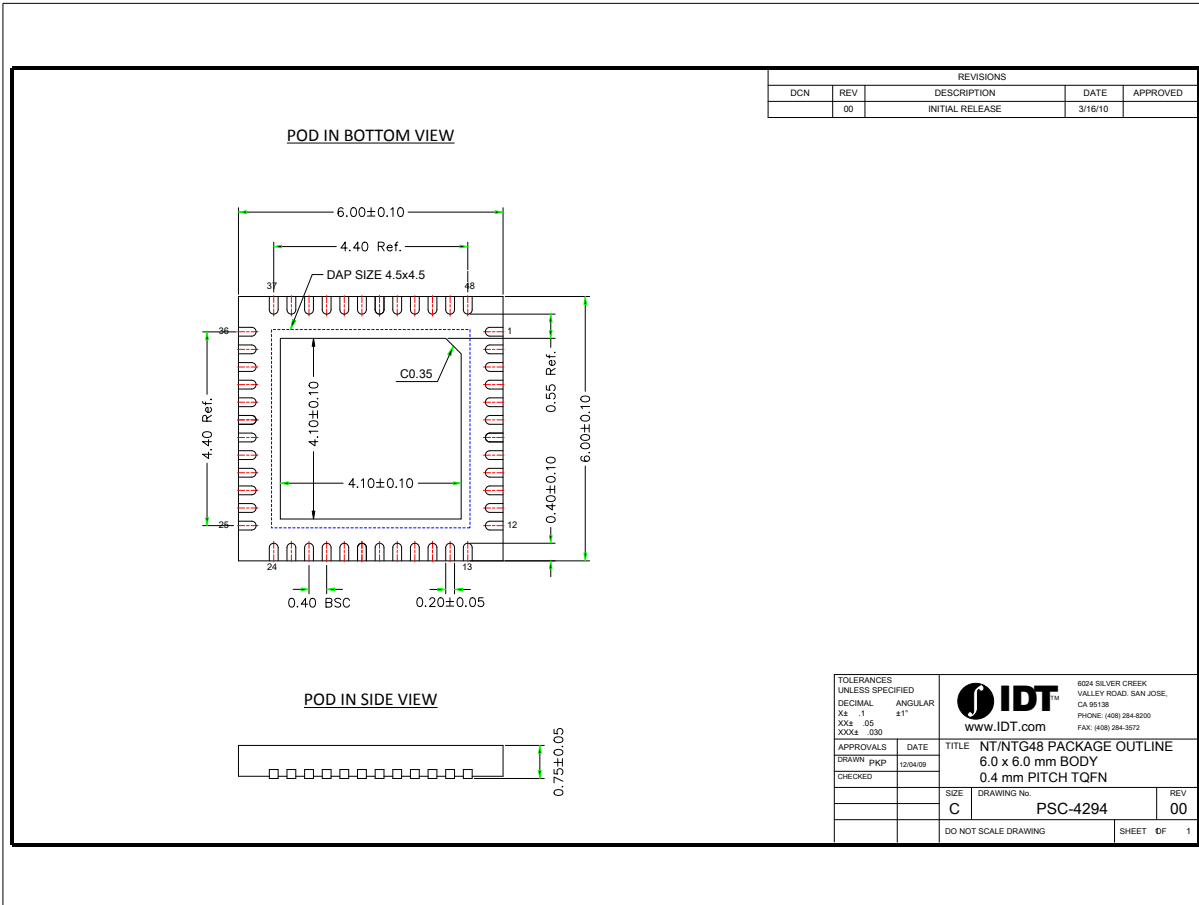 REVISIONS
DCN REV DESCRIPTION DATE APPROVED
00 INITIAL RELEASE 3/16/10
POD IN BOTTOM VIEW
6.00±0.10
4.40 Ref.
DAP SIZE 4.5x4.5
37 48
36 1
C0.35
0.55 Ref.
4.40 Ref.
4.10±0.10
6.00±0.10
4.10±0.10
0.40±0.10
25 12
24 13
0.40 BSC 0.20±0.05
POD IN SIDE VIEW
0.75±0.05
TOLERANCES
UNLESS SPECIFIED
DECIMAL ANGULAR
X± .1 ±1°
XX± .05
XXX± .030
IDT™
www.IDT.com
6024 SILVER CREEK
VALLEY ROAD. SAN JOSE,
CA 95138
PHONE: (408) 284-8200
FAX: (408) 284-3572
APPROVALS DATE
DRAWN PKP 12/04/09
CHECKED
TITLE NT/NTG48 PACKAGE OUTLINE
6.0 x 6.0 mm BODY
0.4 mm PITCH TQFN
SIZE DRAWING No. REV
C PSC-4294 00
DO NOT SCALE DRAWING SHEET OF 1